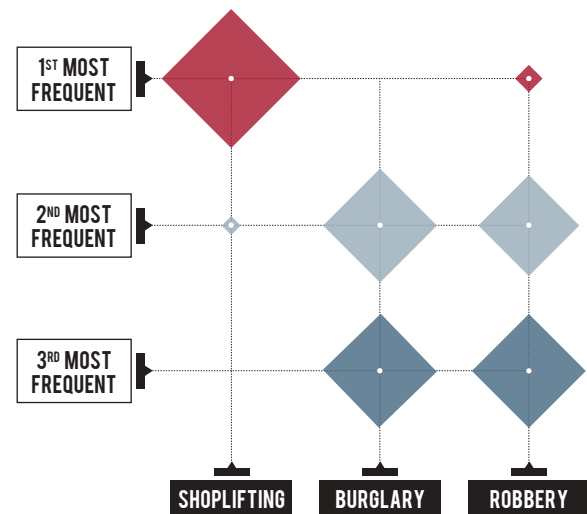 1ST MOST
FREQUENT
2ND MOST
FREQUENT
3RD MOST
FREQUENT
SHOPLIFTING BURGLARY ROBBERY